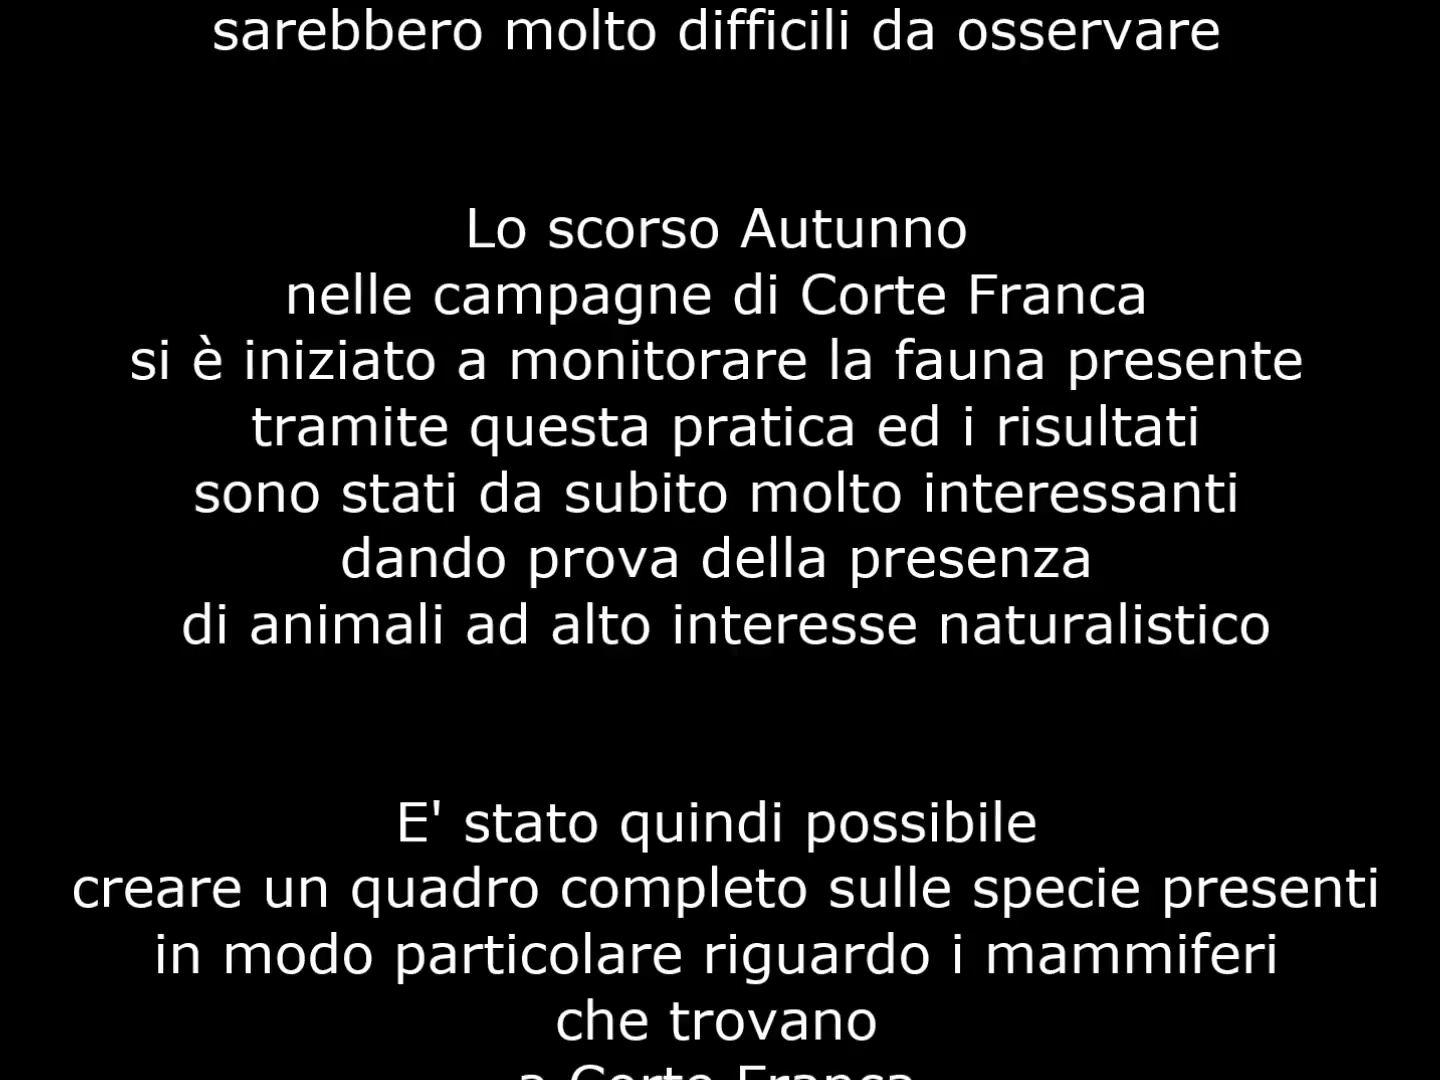 sarebbero molto difficili da osservare
Lo scorso Autunno
nelle campagne di Corte Franca
si è iniziato a monitorare la fauna presente
tramite questa pratica ed i risultati
sono stati da subito molto interessanti
dando prova della presenza
di animali ad alto interesse naturalistico
E' stato quindi possibile
creare un quadro completo sulle specie presenti
in modo particolare riguardo i mammiferi
che trovano
a Corte Franca